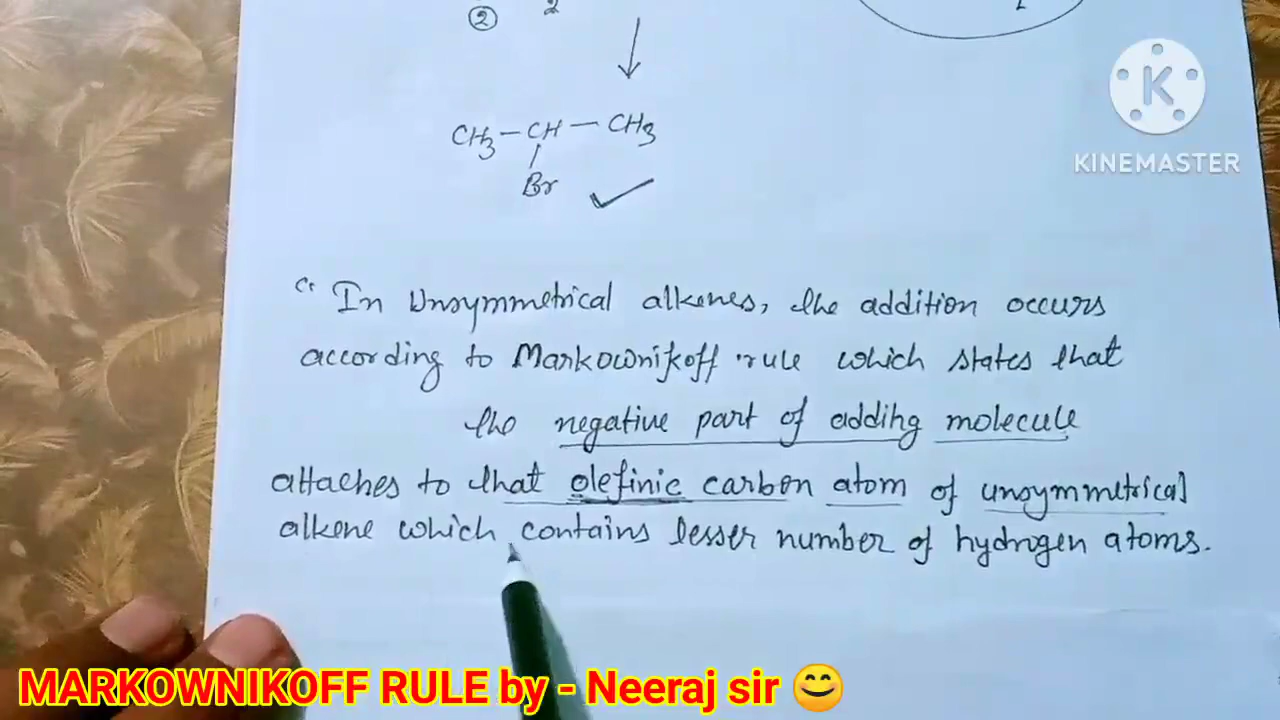 ② 2
CH3 - CH - CH3
Br
K
KINEMASTER
" In Unsymmetrical alkenes, the addition occurs
according to Markownikoff rule which states that
the negative part of adding molecule
attaches to that olefinic carbon atom of unsymmetrical
alkene which contains lesser number of hydrogen atoms.
MARKOWNIKOFF RULE by - Neeraj sir 😊